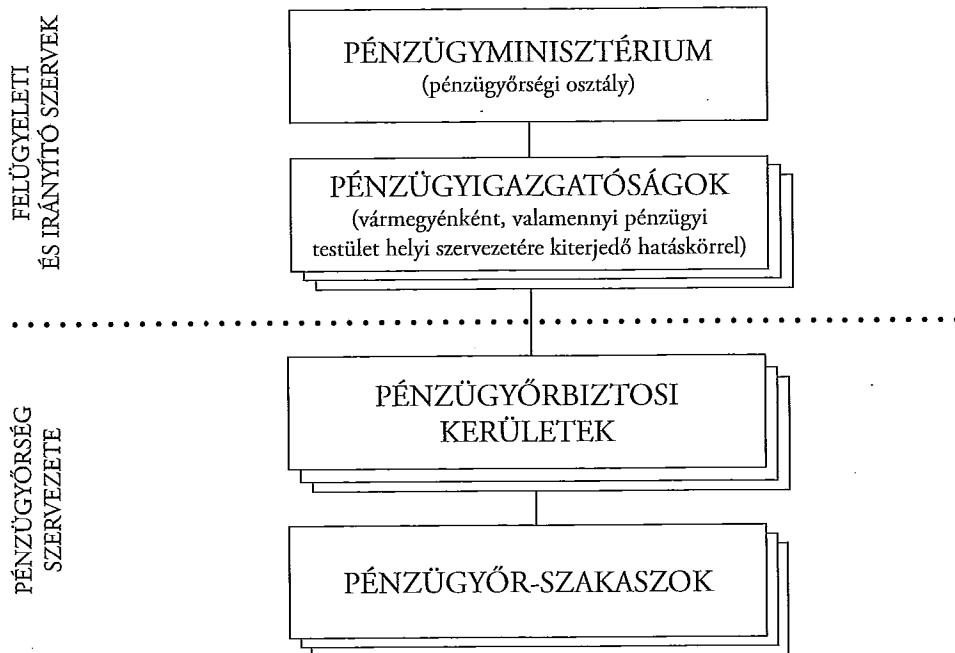 FELÜGYELETI
ÉS IRÁNYÍTÓ SZERVEK
PÉNZÜGYMINISZTÉRIUM
(pénzügyőrségi osztály)
PÉNZÜGYIGAZGATÓSÁGOK
(vármegyénként, valamennyi pénzügyi
testület helyi szervezetére kiterjedő hatáskörrel)
PÉNZÜGYŐRSÉG
SZERVEZETE
PÉNZÜGYŐRBIZTOSI
KERÜLETEK
PÉNZÜGYŐR-SZAKASZOK